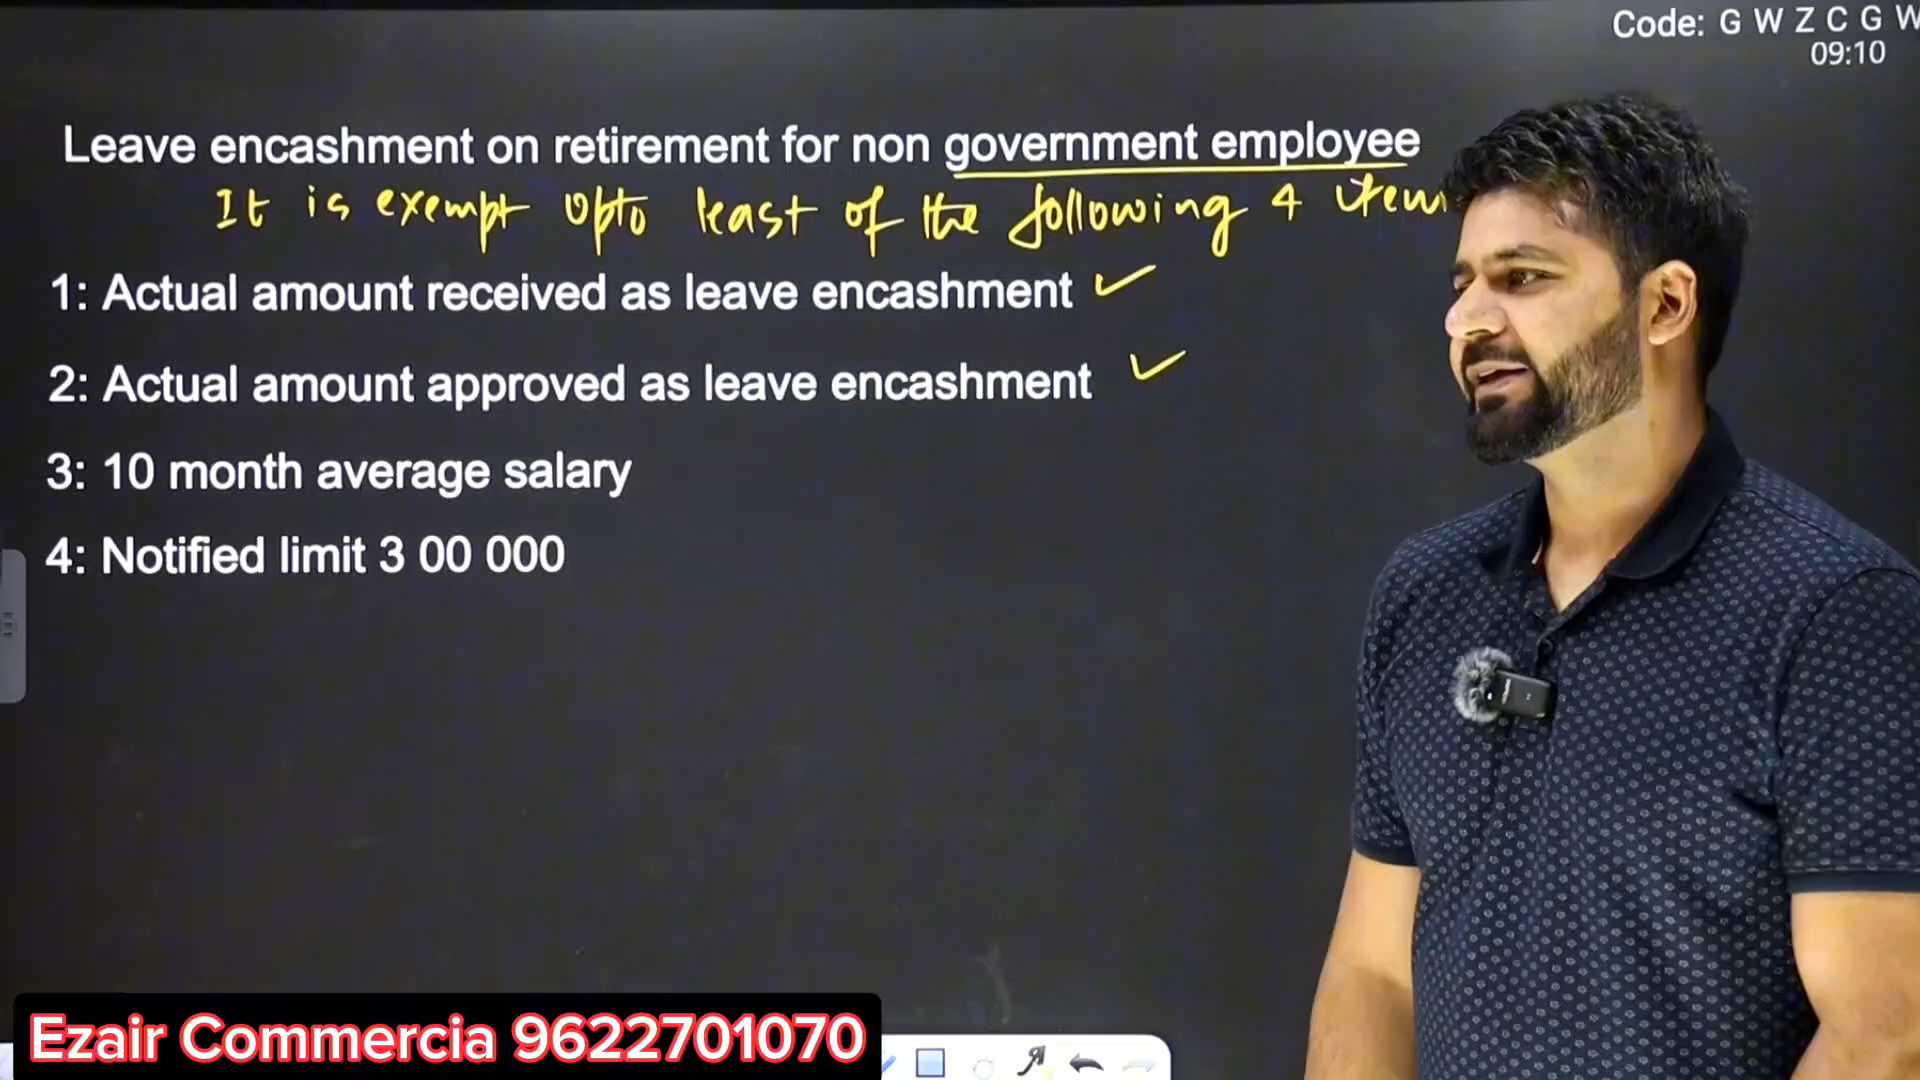 Code: G W Z C G W
09:10
Leave encashment on retirement for non government employee
It is exempt upto least of the following 4
1: Actual amount received as leave encashment
2: Actual amount approved as leave encashment
3: 10 month average salary
4: Notified limit 3 00 000
Ezair Commercia 9622701070